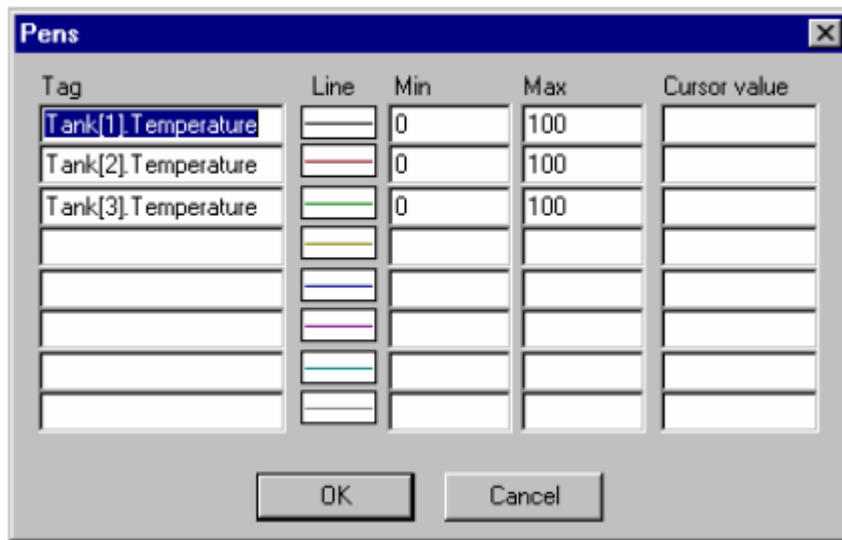 Pens
Tag Line Min Max Cursor value
Tank[1].Temperature 0 100
Tank[2].Temperature 0 100
Tank[3].Temperature 0 100
OK Cancel